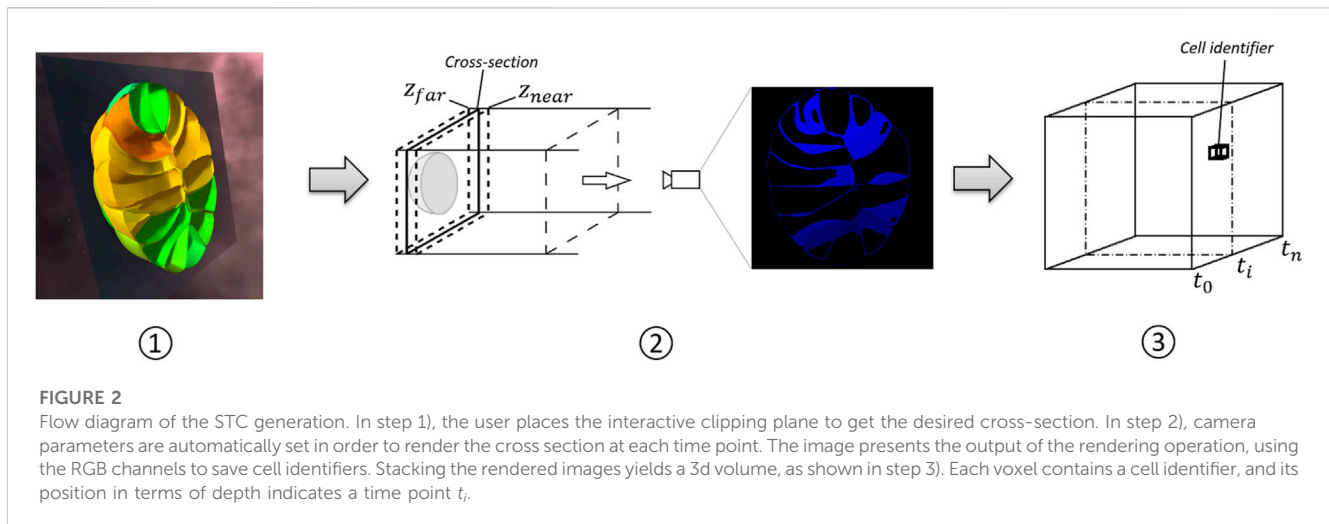 Cross-section
z_far
z_near
Cell identifier
t_0
t_i
t_n
①
②
③
FIGURE 2
Flow diagram of the STC generation. In step 1), the user places the interactive clipping plane to get the desired cross-section. In step 2), camera
parameters are automatically set in order to render the cross section at each time point. The image presents the output of the rendering operation, using
the RGB channels to save cell identifiers. Stacking the rendered images yields a 3d volume, as shown in step 3). Each voxel contains a cell identifier, and its
position in terms of depth indicates a time point t_i.